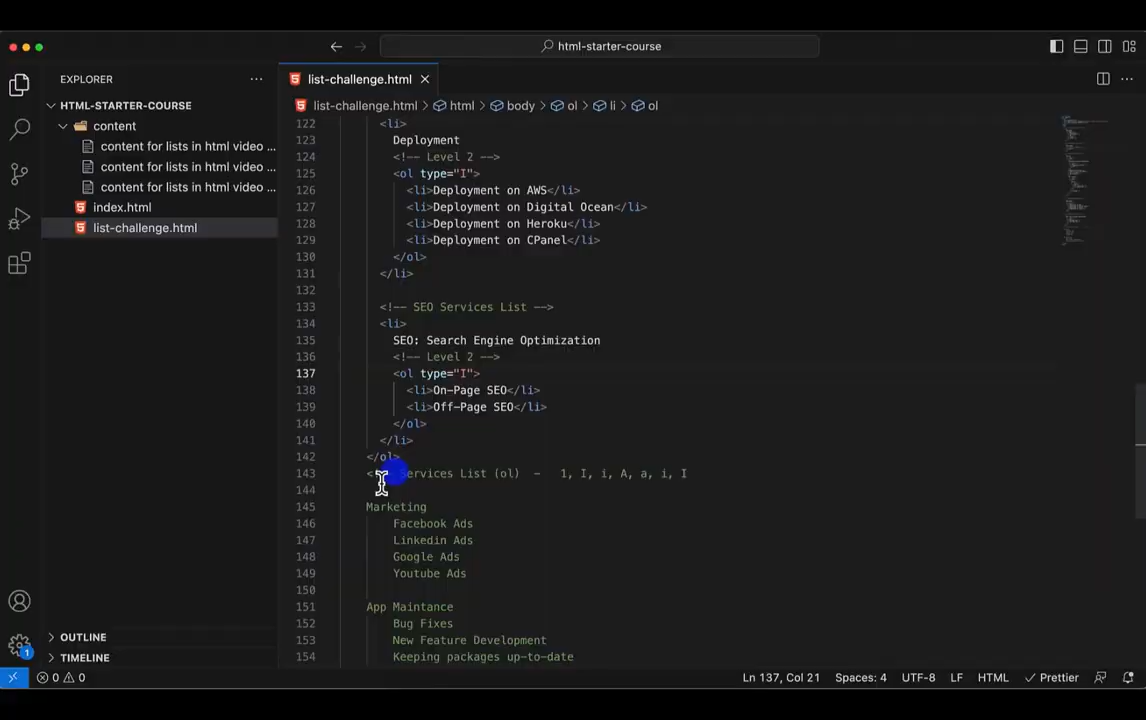 html-starter-course
EXPLORER
HTML-STARTER-COURSE
content
content for lists in html video ...
content for lists in html video ...
content for lists in html video ...
index.html
list-challenge.html
OUTLINE
TIMELINE
list-challenge.html
list-challenge.html > html > body > ol > li > ol
122 <li>
123 Deployment
124 <!-- Level 2 -->
125 <ol type="I">
126 <li>Deployment on AWS</li>
127 <li>Deployment on Digital Ocean</li>
128 <li>Deployment on Heroku</li>
129 <li>Deployment on CPanel</li>
130 </ol>
131 </li>
132
133 <!-- SEO Services List -->
134 <li>
135 SEO: Search Engine Optimization
136 <!-- Level 2 -->
137 <ol type="I">
138 <li>On-Page SEO</li>
139 <li>Off-Page SEO</li>
140 </ol>
141 </li>
142 </ol>
143 Services List (ol) - 1, I, i, A, a, i, I
144
145 Marketing
146 Facebook Ads
147 Linkedin Ads
148 Google Ads
149 Youtube Ads
150
151 App Maintance
152 Bug Fixes
153 New Feature Development
154 Keeping packages up-to-date
1
0 0
Ln 137, Col 21
Spaces: 4
UTF-8
LF
HTML
Prettier